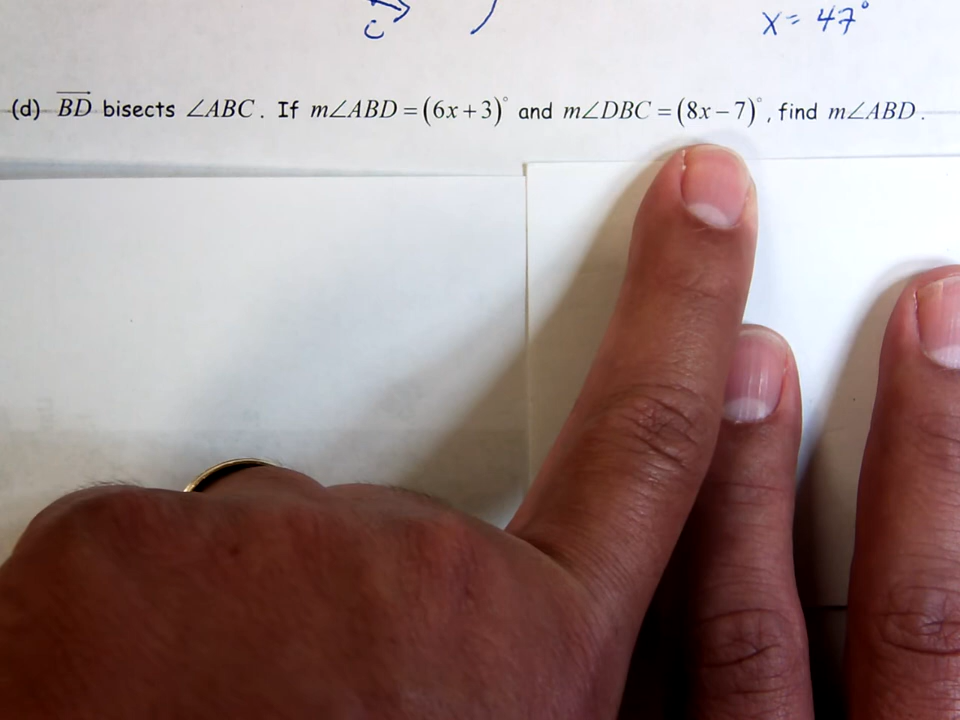 C
x = 47°
(d) BD bisects ∠ABC. If m∠ABD = (6x+3)° and m∠DBC = (8x−7)°, find m∠ABD.